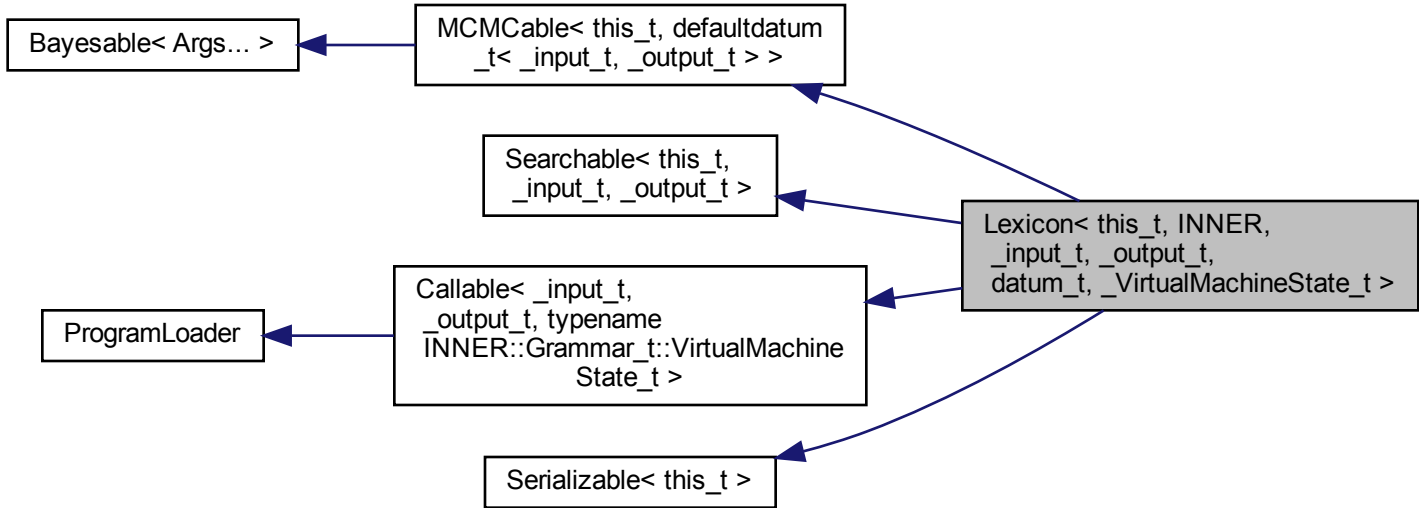 Bayesable< Args... >
MCMCable< this_t, defaultdatum
_t< _input_t, _output_t > >
Searchable< this_t,
_input_t, _output_t >
Lexicon< this_t, INNER,
_input_t, _output_t,
datum_t, _VirtualMachineState_t >
Callable< _input_t,
_output_t, typename
INNER::Grammar_t::VirtualMachine
State_t >
ProgramLoader
Serializable< this_t >